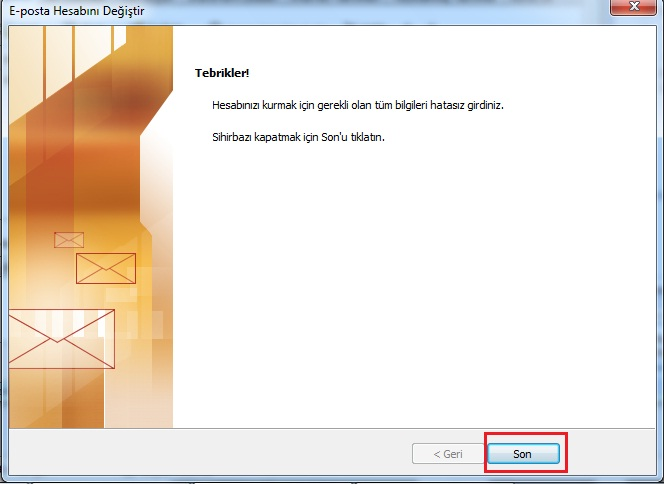 E-posta Hesabını Değiştir
Tebrikler!
Hesabınızı kurmak için gerekli olan tüm bilgileri hatasız girdiniz.
Sihirbazı kapatmak için Son'u tıklatın.
< Geri
Son